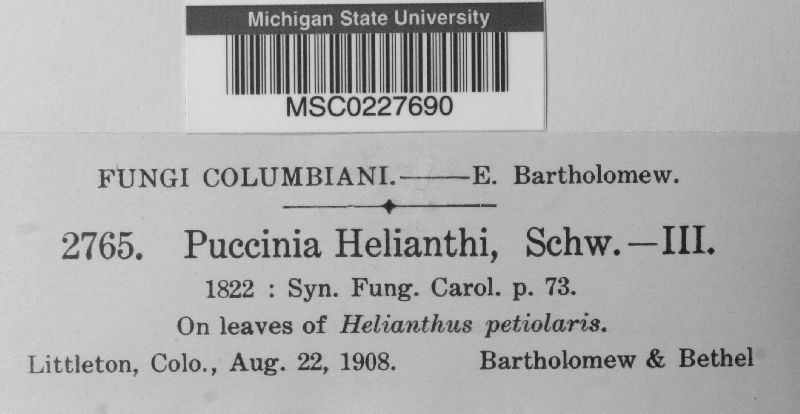 Michigan State University
MSC0227690
FUNGI COLUMBIANI.——E. Bartholomew.
2765. Puccinia Helianthi, Schw.—III.
1822 : Syn. Fung. Carol. p. 73.
On leaves of Helianthus petiolaris.
Littleton, Colo., Aug. 22, 1908. Bartholomew & Bethel